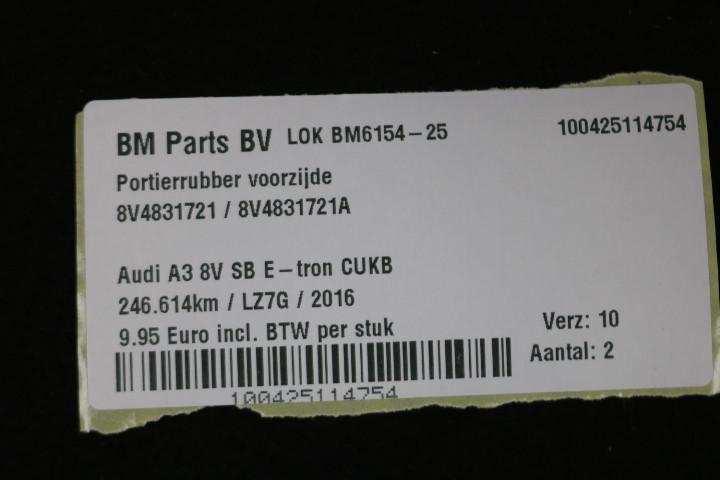 BM Parts BV LOK BM6154-25 100425114754
Portierrubber voorzijde
8V4831721 / 8V4831721A
Audi A3 8V SB E-tron CUKB
246.614km / LZ7G / 2016
9.95 Euro incl. BTW per stuk Verz: 10
Aantal: 2
100425114754